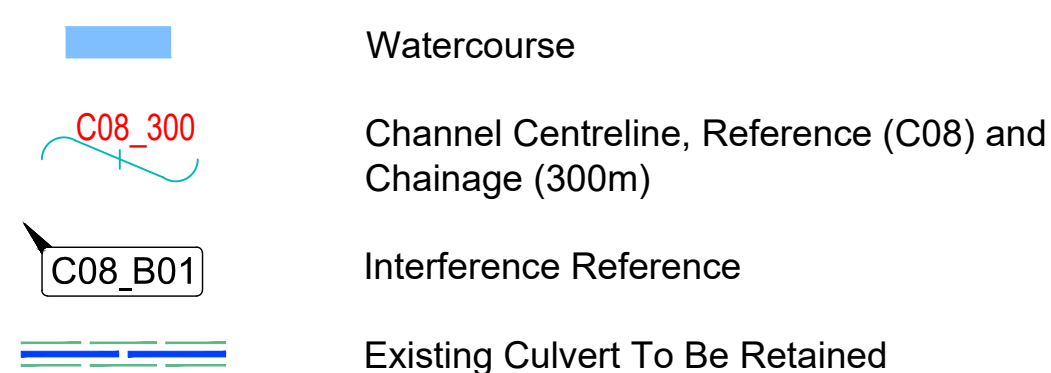 Watercourse
C08_300
Channel Centreline, Reference (C08) and
Chainage (300m)
C08_B01
Interference Reference
Existing Culvert To Be Retained